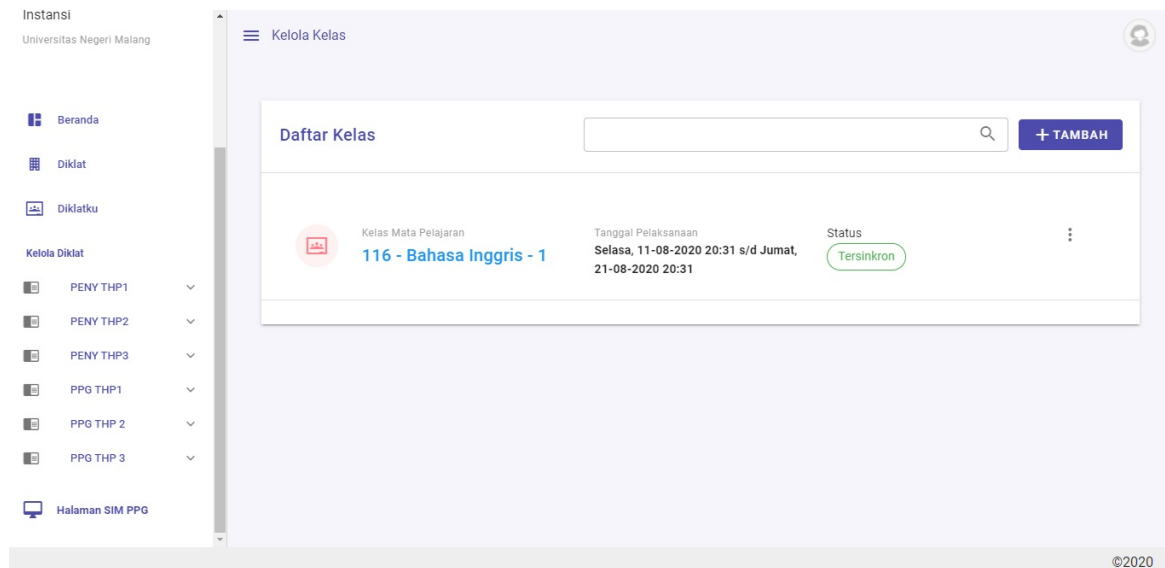 Instansi
Universitas Negeri Malang
Beranda
Diklat
Diklatku
Kelola Diklat
PENY THP1
PENY THP2
PENY THP3
PPG THP1
PPG THP 2
PPG THP 3
Halaman SIM PPG
Kelola Kelas
Daftar Kelas
+ TAMBAH
Kelas Mata Pelajaran
116 - Bahasa Inggris - 1
Tanggal Pelaksanaan
Selasa, 11-08-2020 20:31 s/d Jumat,
21-08-2020 20:31
Status
Tersinkron
©2020